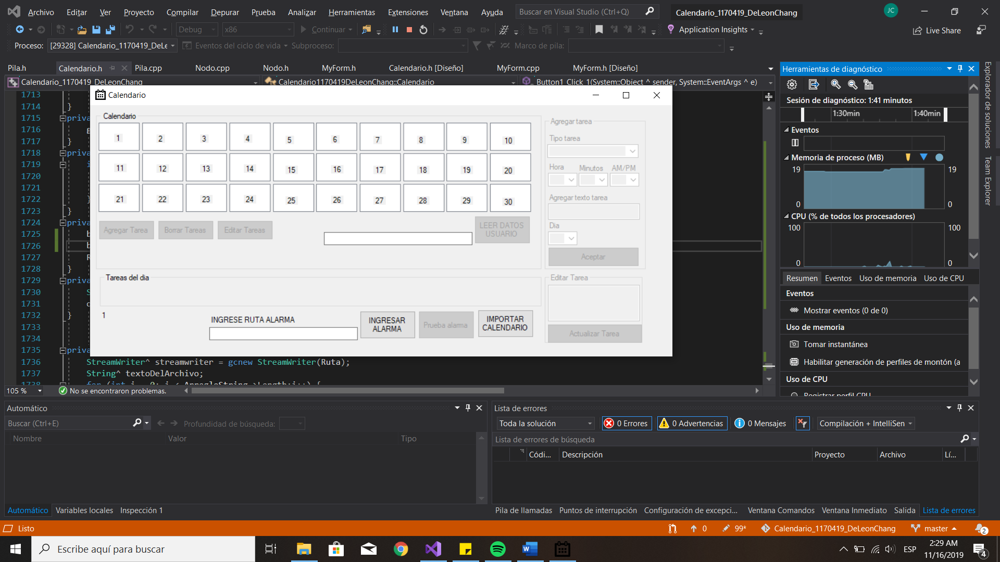 Archivo Editar Ver Proyecto Compilar Depurar Prueba Analizar Herramientas Extensiones Ventana Ayuda Buscar en Visual Studio (Ctrl+Q) Calendario_1170419_DeLeonChang JC
Debug x86 Continuar Application Insights Live Share
Proceso: [29328] Calendario_1170419_DeLe Eventos del ciclo de vida Subproceso: Marco de pila:
Pila.h Calendario.h Pila.cpp Nodo.cpp Nodo.h MyForm.h Calendario.h [Diseño] MyForm.cpp MyForm.h [Diseño]
Calendario_1170419_DeLeonChang Calendario1170419DeLeonChang::Calendario Button1_Click_1(System::Object ^ sender, System::EventArgs ^ e)
1713
1714 }
1715 priva
1716 g
1717 }
1718 priva
1719 i
1720
1721
1722 }
1723 }
1724 priva
1725 b
1726 b
1727 R
1728 }
1729 priva
1730 S
1731 c
1732 }
1733
1734
1735 priva
1736 StreamWriter^ streamwriter = gcnew StreamWriter(Ruta);
1737 String^ textoDelArchivo;
1738 for (int i = 0; i < ArregloString->Length;i++) {
Calendario
Calendario
1 2 3 4 5 6 7 8 9 10
11 12 13 14 15 16 17 18 19 20
21 22 23 24 25 26 27 28 29 30
Agregar Tarea Borrar Tareas Editar Tareas
LEER DATOS
USUARIO
Tareas del dia
1
INGRESE RUTA ALARMA
INGRESAR
ALARMA
Prueba alarma
IMPORTAR
CALENDARIO
Agregar tarea
Tipo tarea
Hora Minutos AM/PM
Agregar texto tarea
Dia
Aceptar
Editar Tarea
Actualizar Tarea
105 % No se encontraron problemas.
Herramientas de diagnóstico
Sesión de diagnóstico: 1:41 minutos
1:30min 1:40min
Eventos
Memoria de proceso (MB)
19 19
0 0
CPU (% de todos los procesadores)
100 100
0 0
Resumen Eventos Uso de memoria Uso de CPU
Eventos
Mostrar eventos (0 de 0)
Uso de memoria
Tomar instantánea
Habilitar generación de perfiles de montón (a
Uso de CPU
Registrar perfil CPU
Explorador de soluciones
Team Explorer
Automático
Buscar (Ctrl+E) Profundidad de búsqueda:
Nombre Valor Tipo
Automático Variables locales Inspección 1
Lista de errores
Toda la solución 0 Errores 0 Advertencias 0 Mensajes Compilación + IntelliSen
Lista de errores de búsqueda
Códi... Descripción Proyecto Archivo Lí...
Pila de llamadas Puntos de interrupción Configuración de excepci... Ventana Comandos Ventana Inmediato Salida Lista de errores
Listo 0 99* Calendario_1170419_DeLeonChang master 2
Escribe aquí para buscar ESP 2:29 AM
11/16/2019 4